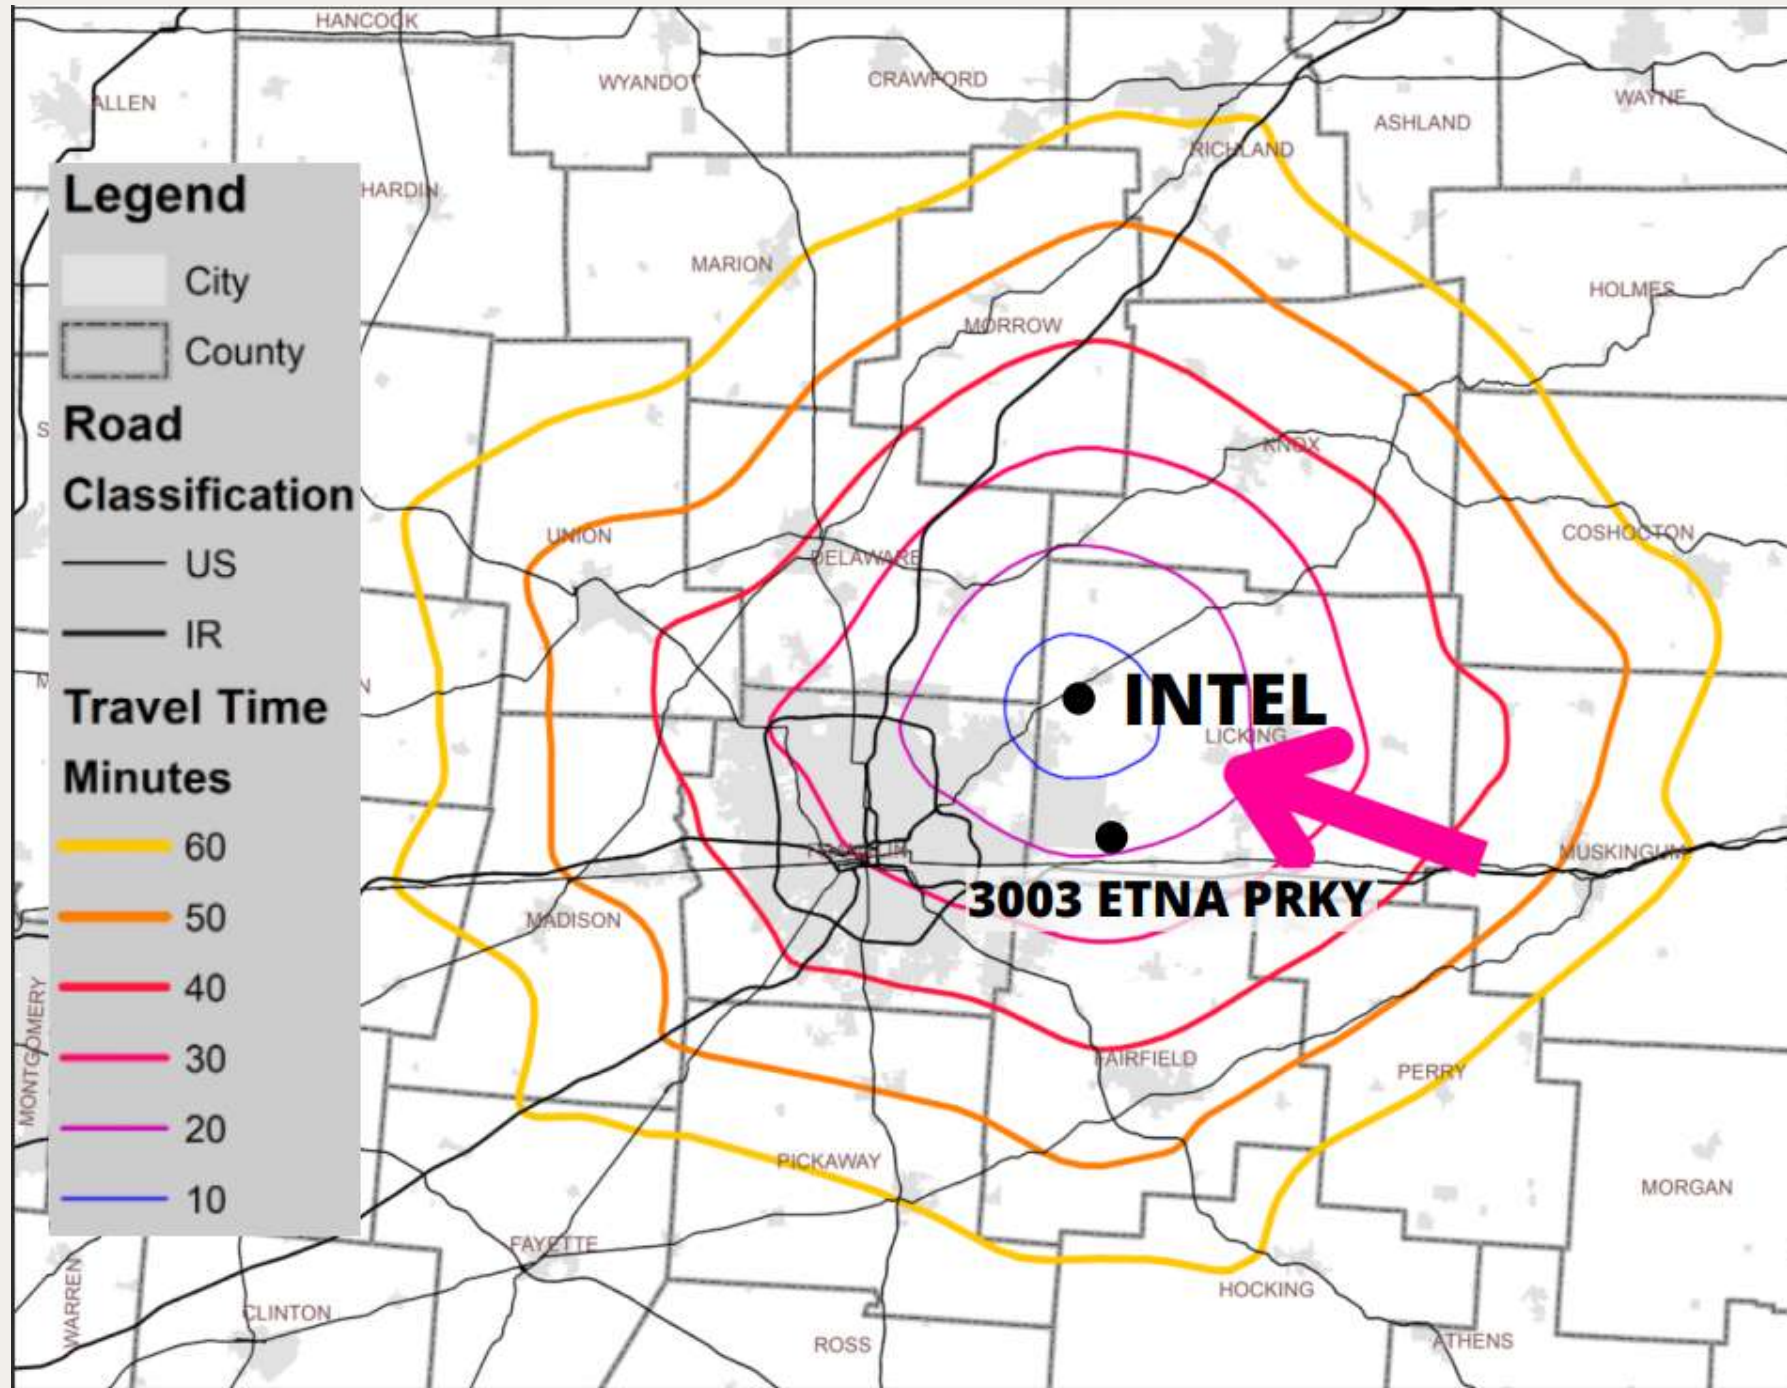 HANCOCK
WYANDOT
CRAWFORD
ALLEN
WAYNE
ASHLAND
RICHLAND
Legend
HARDIN
City
MARION
HOLMES
County
MORROW
Road
Classification
KNOX
UNION
COSHOCTON
DELAWARE
US
IR
INTEL
Travel Time
LICKING
Minutes
60
FRANKLIN
MUSKINGUM
3003 ETNA PRKY
50
MADISON
40
MONTGOMERY
30
FAIRFIELD
PERRY
20
PICKAWAY
10
MORGAN
FAYETTE
HOCKING
WARREN
CLINTON
ROSS
ATHENS